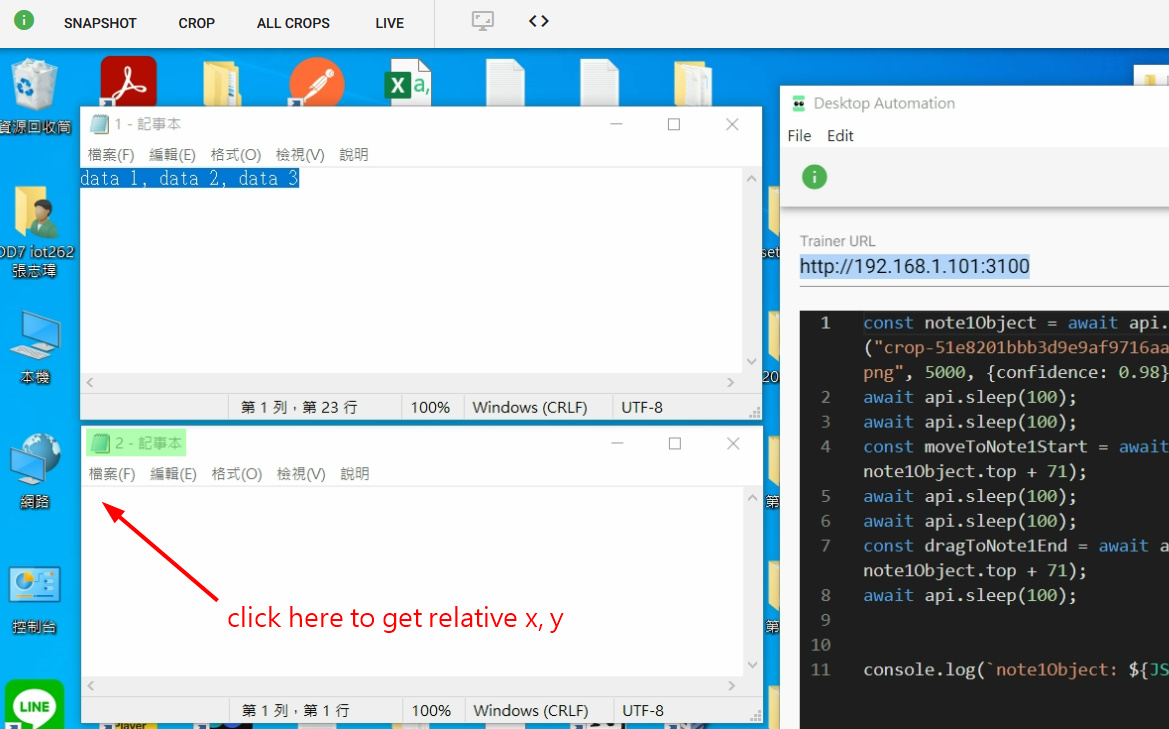 SNAPSHOT CROP ALL CROPS LIVE
資源回收筒
1 - 記事本
檔案(F) 編輯(E) 格式(O) 檢視(V) 說明
data 1, data 2, data 3
第 1 列，第 23 行 100% Windows (CRLF) UTF-8
2 - 記事本
檔案(F) 編輯(E) 格式(O) 檢視(V) 說明
click here to get relative x, y
第 1 列，第 1 行 100% Windows (CRLF) UTF-8
iot262
張志瑋
本機
網路
控制台
LINE
Player
X a,
set
20
第
第
Desktop Automation
File Edit
Trainer URL
http://192.168.1.101:3100
1 const note1Object = await api.
("crop-51e8201bbb3d9e9af9716aa
png", 5000, {confidence: 0.98}
2 await api.sleep(100);
3 await api.sleep(100);
4 const moveToNote1Start = await
note1Object.top + 71);
5 await api.sleep(100);
6 await api.sleep(100);
7 const dragToNote1End = await a
note1Object.top + 71);
8 await api.sleep(100);
9
10
11 console.log(`note1Object: ${JS